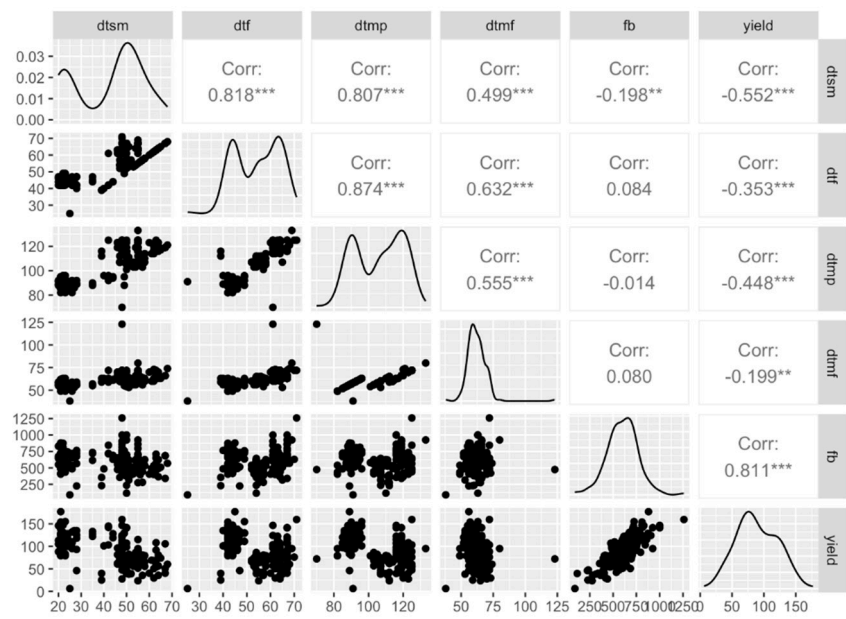 dtsm dtf dtmp dtmf fb yield
0.03
0.02
0.01
0.00
Corr:
0.818***
Corr:
0.807***
Corr:
0.499***
Corr:
-0.198**
Corr:
-0.552***
dtsm
70
60
50
40
30
Corr:
0.874***
Corr:
0.632***
Corr:
0.084
Corr:
-0.353***
dtf
120
100
80
Corr:
0.555***
Corr:
-0.014
Corr:
-0.448***
dtmp
125
100
75
50
Corr:
0.080
Corr:
-0.199**
dtmf
1250
1000
750
500
250
Corr:
0.811***
fb
150
100
50
0
yield
20 30 40 50 60 70
30 40 50 60 70
80 100 120
50 75 100 125
250 500 750 1000 1250
0 50 100 150